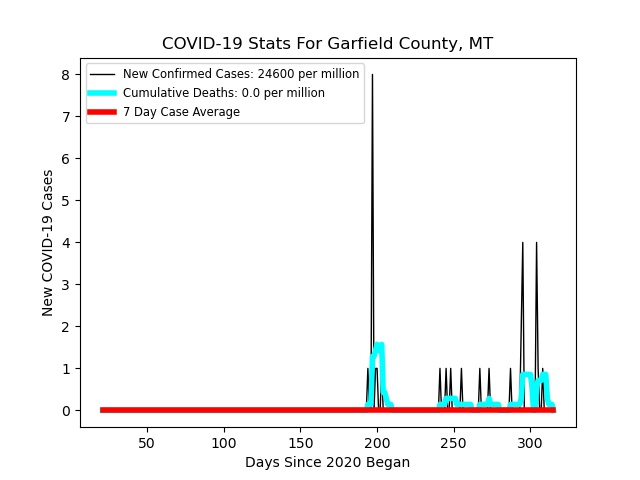 COVID-19 Stats For Garfield County, MT
New Confirmed Cases: 24600 per million
Cumulative Deaths: 0.0 per million
7 Day Case Average
New COVID-19 Cases
8
7
6
5
4
3
2
1
0
50 100 150 200 250 300
Days Since 2020 Began